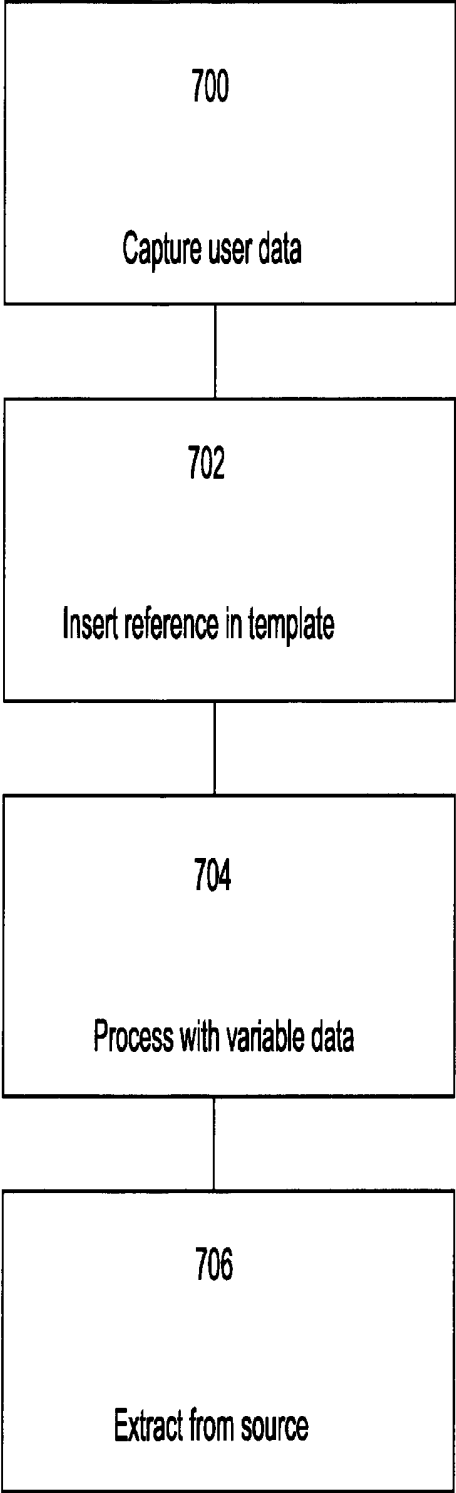 700
Capture user data
702
Insert reference in template
704
Process with variable data
706
Extract from source